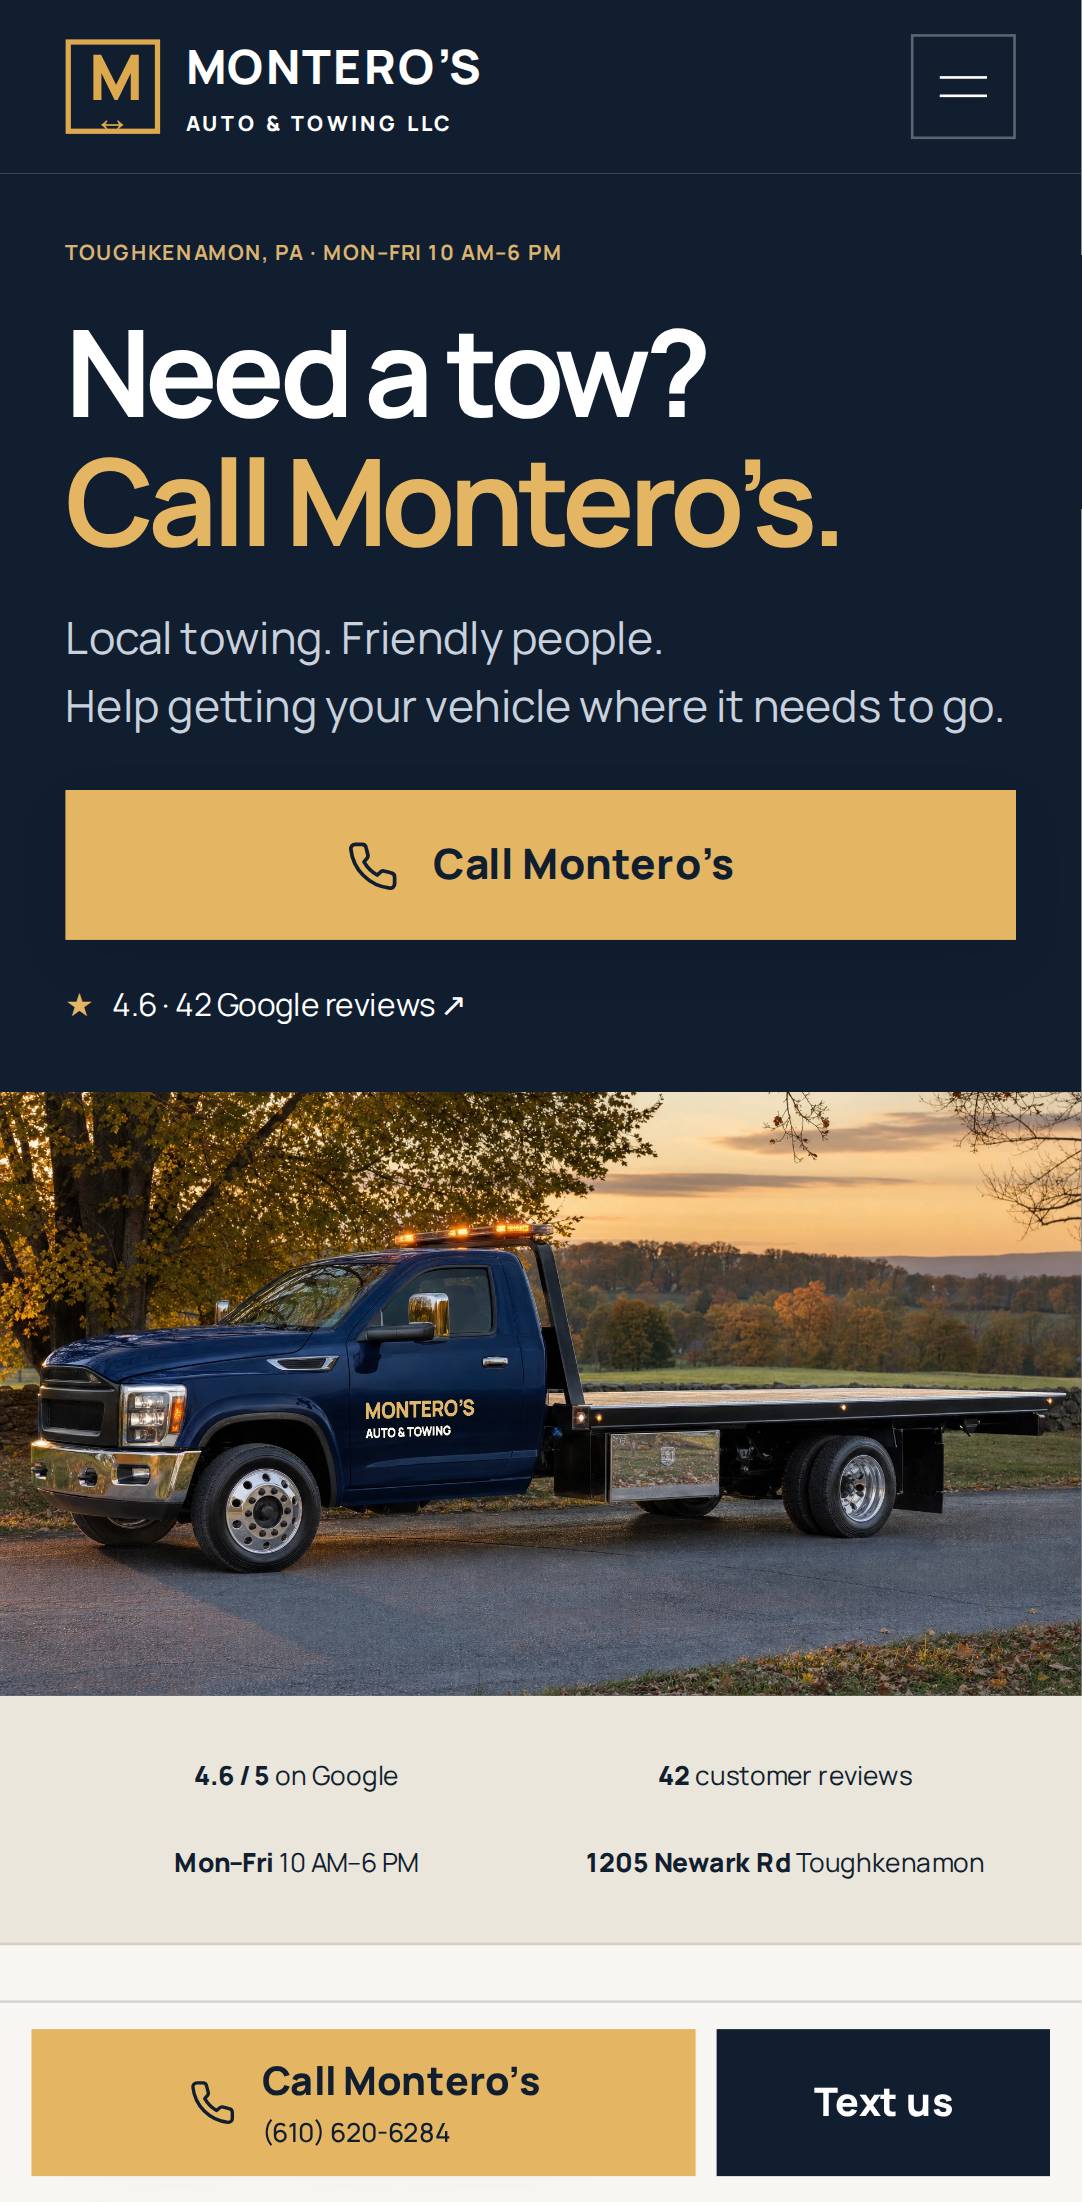 M
↔
MONTERO’S
AUTO & TOWING LLC
TOUGHKENAMON, PA · MON–FRI 10 AM–6 PM
Need a tow?
Call Montero’s.
Local towing. Friendly people.
Help getting your vehicle where it needs to go.
Call Montero’s
★ 4.6 · 42 Google reviews ↗
MONTERO’S
AUTO & TOWING
4.6 / 5 on Google
42 customer reviews
Mon–Fri 10 AM–6 PM
1205 Newark Rd Toughkenamon
Call Montero’s
(610) 620-6284
Text us